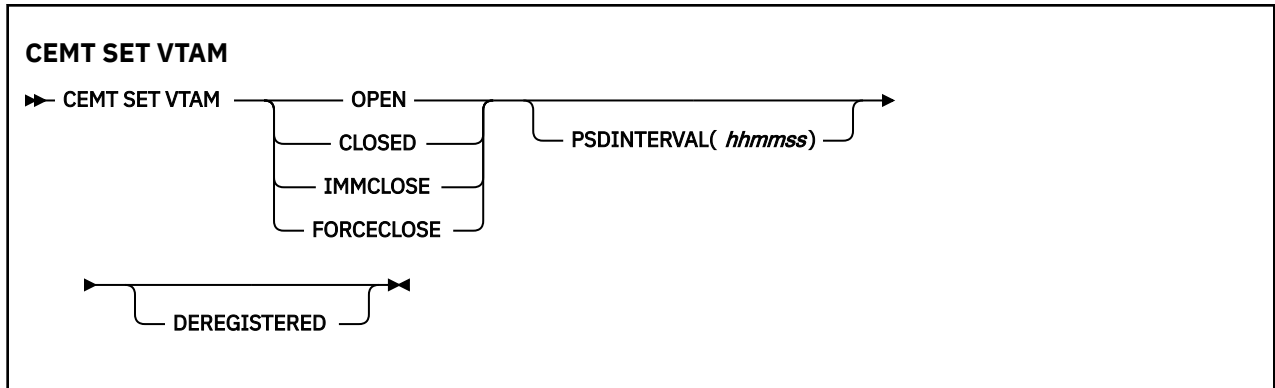 CEMT SET VTAM
CEMT SET VTAM
OPEN
CLOSED
IMMCLOSE
FORCECLOSE
PSDINTERVAL( hhmmss)
DEREGISTERED